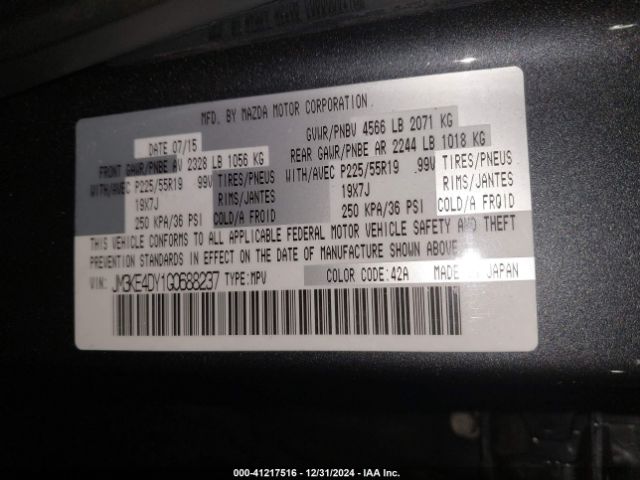 MFD. BY MAZDA MOTOR CORPORATION
DATE 07/15
GVWR/PNBV 4566 LB 2071 KG
FRONT GAWR/PNBE AV 2328 LB 1056 KG
REAR GAWR/PNBE AR 2244 LB 1018 KG
WITH/AVEC P225/55R19 99V TIRES/PNEUS
WITH/AVEC P225/55R19 99V TIRES/PNEUS
19X7J RIMS/JANTES
19X7J RIMS/JANTES
250 KPA/36 PSI COLD/A FROID
250 KPA/36 PSI COLD/A FROID
THIS VEHICLE CONFORMS TO ALL APPLICABLE FEDERAL MOTOR VEHICLE SAFETY AND THEFT
PREVENTION STANDARDS IN EFFECT ON THE DATE OF MANUFACTURE SHOWN ABOVE.
VIN: JM3KE4DY1G0688237 TYPE:MPV COLOR CODE:42A MADE IN JAPAN
000-41217516 - 12/31/2024 - IAA Inc.